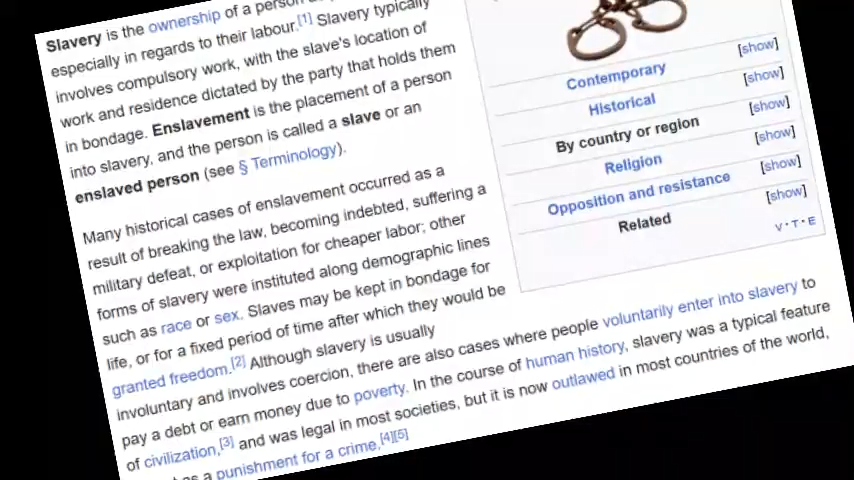 Slavery is the ownership of a person as
especially in regards to their labour.[1] Slavery typically
involves compulsory work, with the slave's location of
work and residence dictated by the party that holds them
in bondage. Enslavement is the placement of a person
into slavery, and the person is called a slave or an
enslaved person (see § Terminology).
Many historical cases of enslavement occurred as a
result of breaking the law, becoming indebted, suffering a
military defeat, or exploitation for cheaper labor; other
forms of slavery were instituted along demographic lines
such as race or sex. Slaves may be kept in bondage for
life, or for a fixed period of time after which they would be
granted freedom.[2] Although slavery is usually
involuntary and involves coercion, there are also cases where people voluntarily enter into slavery to
pay a debt or earn money due to poverty. In the course of human history, slavery was a typical feature
of civilization,[3] and was legal in most societies, but it is now outlawed in most countries of the world,
as a punishment for a crime.[4][5]
Contemporary [show]
Historical [show]
By country or region [show]
Religion [show]
Opposition and resistance [show]
Related [show]
V·T·E